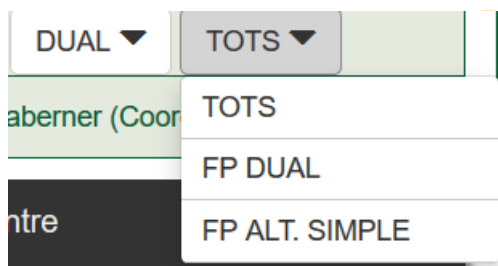 DUAL TOTS
aberner (Coor
TOTS
FP DUAL
ntre
FP ALT. SIMPLE